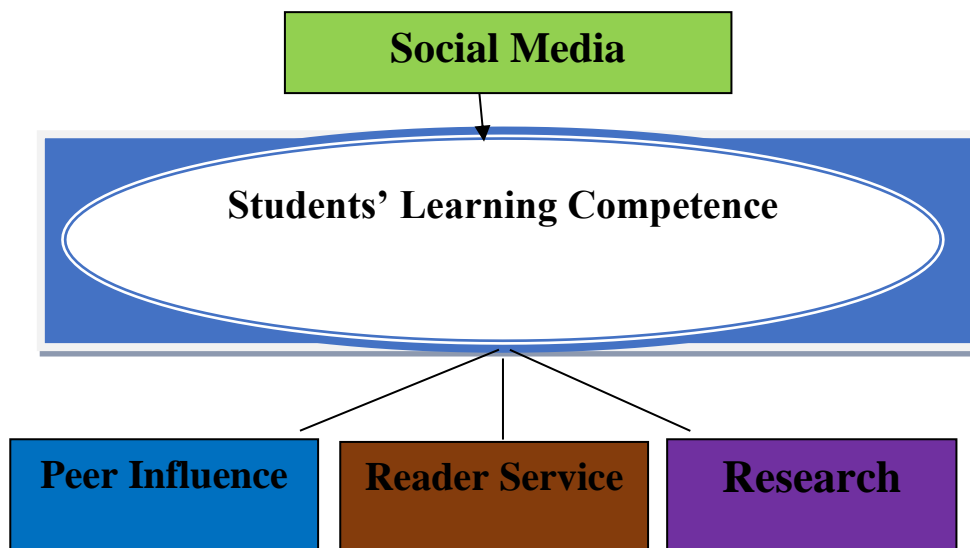 Social Media
Students’ Learning Competence
Peer Influence
Reader Service
Research